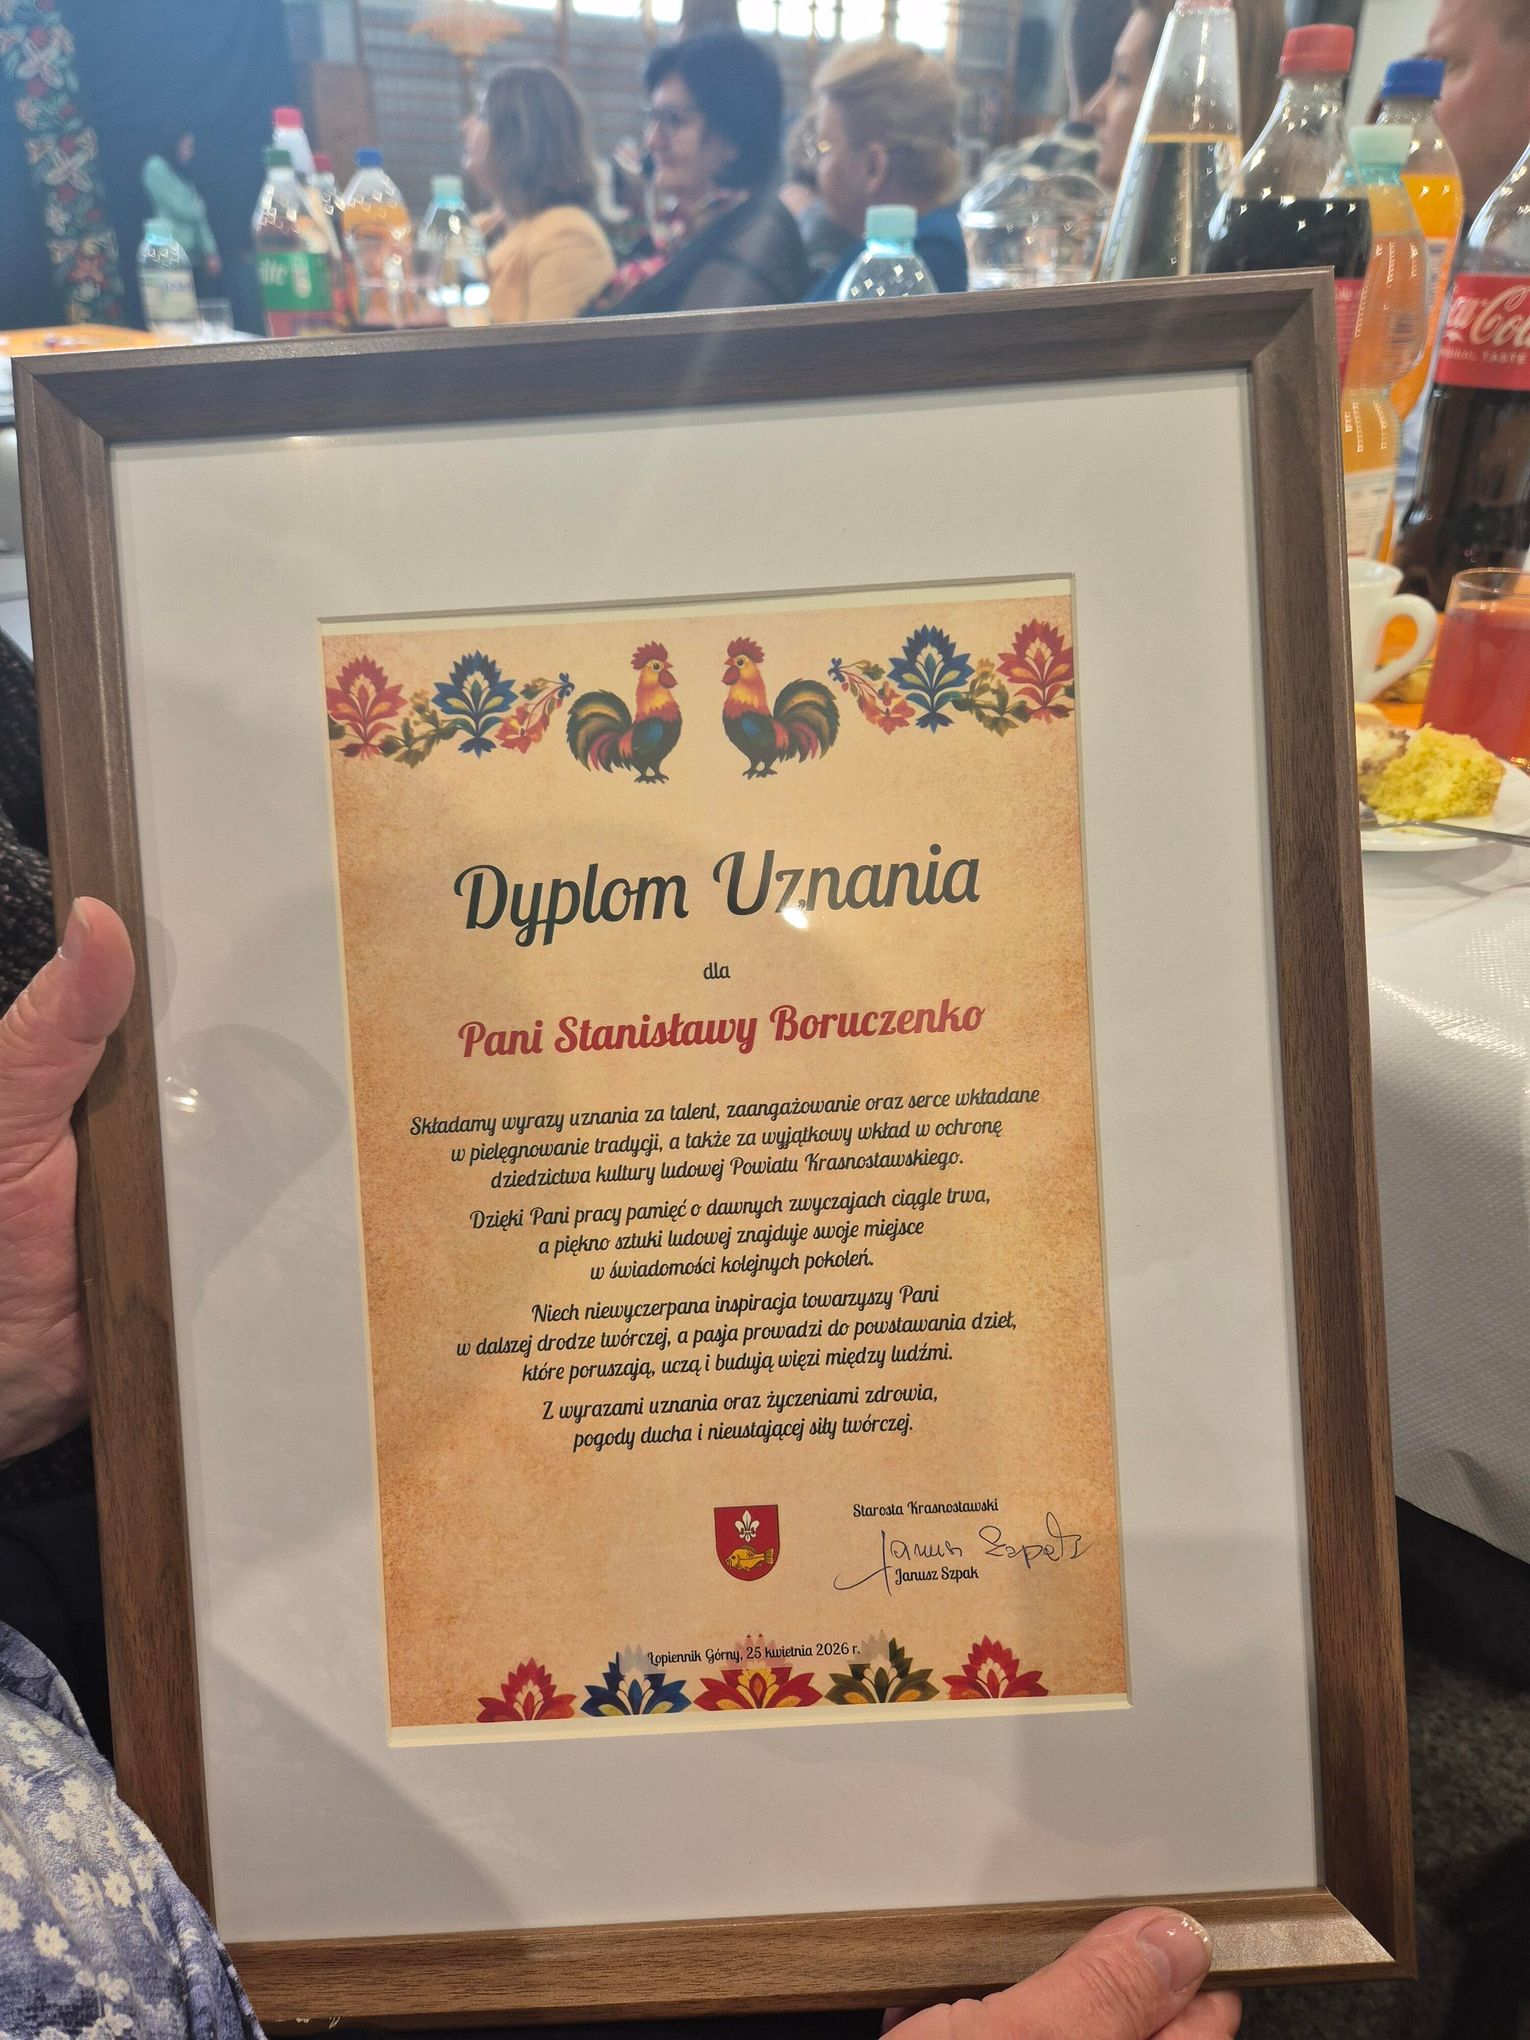 Dyplom Uznania
dla
Pani Stanisławy Boruczenko
Składamy wyrazy uznania za talent, zaangażowanie oraz serce wkładane
w pielęgnowanie tradycji, a także za wyjątkowy wkład w ochronę
dziedzictwa kultury ludowej Powiatu Krasnostawskiego.
Dzięki Pani pracy pamięć o dawnych zwyczajach ciągle trwa,
a piękno sztuki ludowej znajduje swoje miejsce
w świadomości kolejnych pokoleń.
Niech niewyczerpana inspiracja towarzyszy Pani
w dalszej drodze twórczej, a pasja prowadzi do powstawania dzieł,
które poruszają, uczą i budują więzi między ludźmi.
Z wyrazami uznania oraz życzeniami zdrowia,
pogody ducha i nieustającej siły twórczej.
Starosta Krasnostawski
Janusz Szpak
Janusz Szpak
Łopiennik Górny, 25 kwietnia 2026 r.